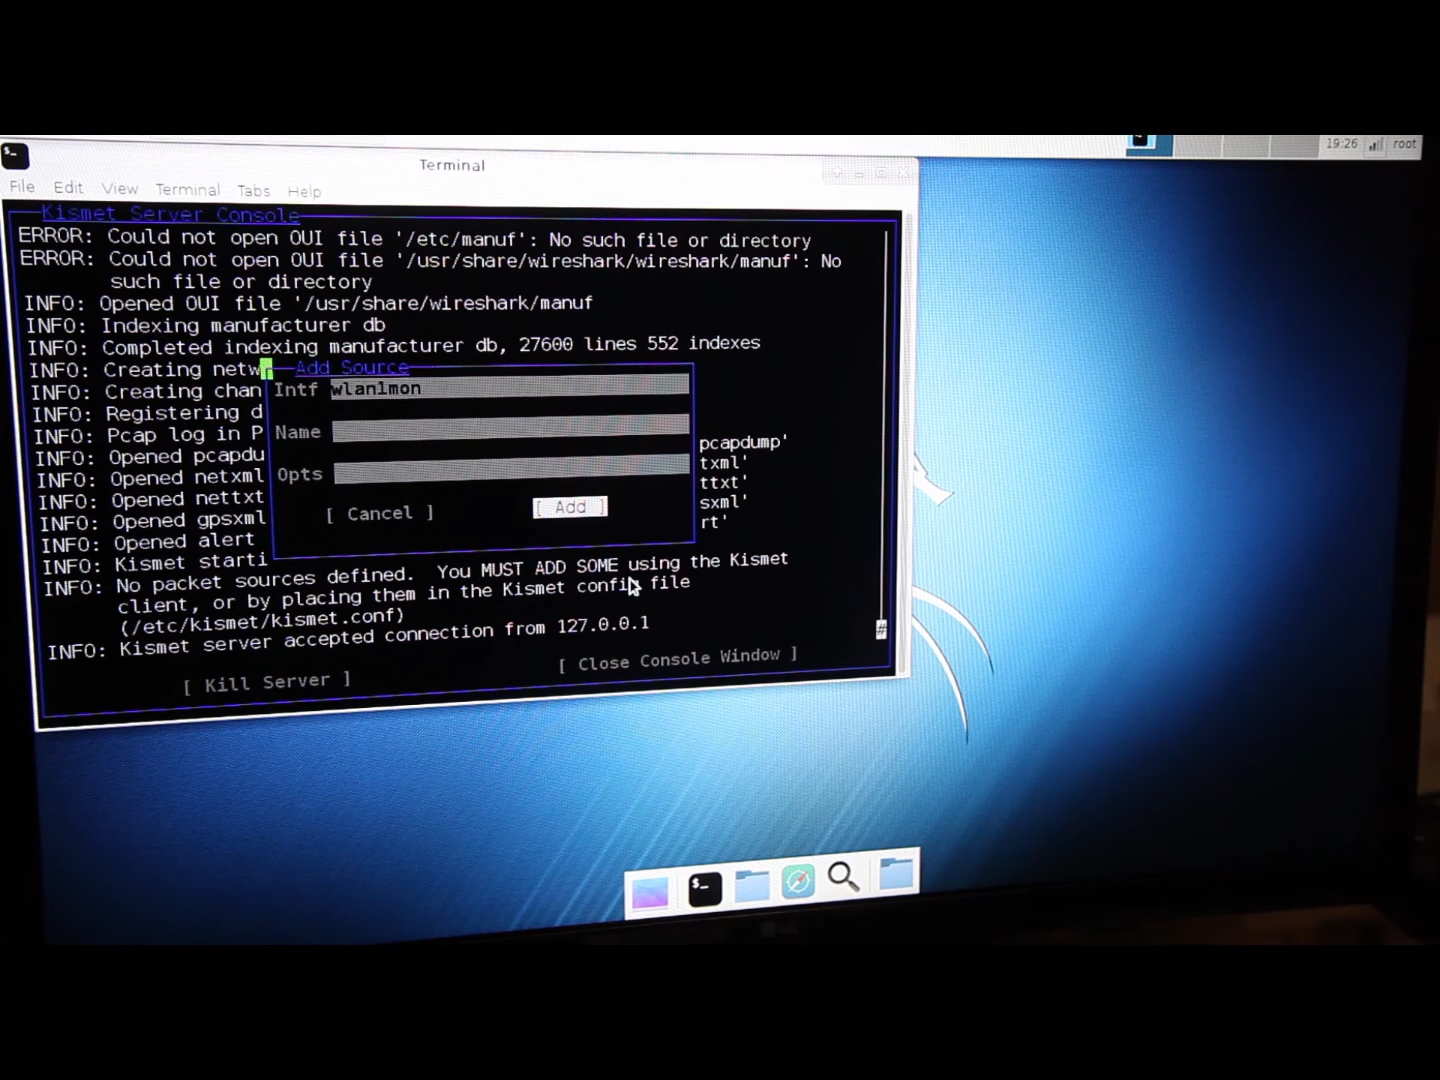 19:26 root
Terminal
File Edit View Terminal Tabs Help
Kismet Server Console
ERROR: Could not open OUI file '/etc/manuf': No such file or directory
ERROR: Could not open OUI file '/usr/share/wireshark/wireshark/manuf': No
such file or directory
INFO: Opened OUI file '/usr/share/wireshark/manuf
INFO: Indexing manufacturer db
INFO: Completed indexing manufacturer db, 27600 lines 552 indexes
INFO: Creating netw
INFO: Creating chan
INFO: Registering d
INFO: Pcap log in P
INFO: Opened pcapdu pcapdump'
INFO: Opened netxml txml'
INFO: Opened nettxt ttxt'
INFO: Opened gpsxml sxml'
INFO: Opened alert rt'
INFO: Kismet starti
Add Source
Intf wlan1mon
Name
Opts
[ Cancel ] [ Add ]
INFO: No packet sources defined. You MUST ADD SOME using the Kismet
client, or by placing them in the Kismet config file
(/etc/kismet/kismet.conf)
INFO: Kismet server accepted connection from 127.0.0.1
#
[ Kill Server ] [ Close Console Window ]
$_